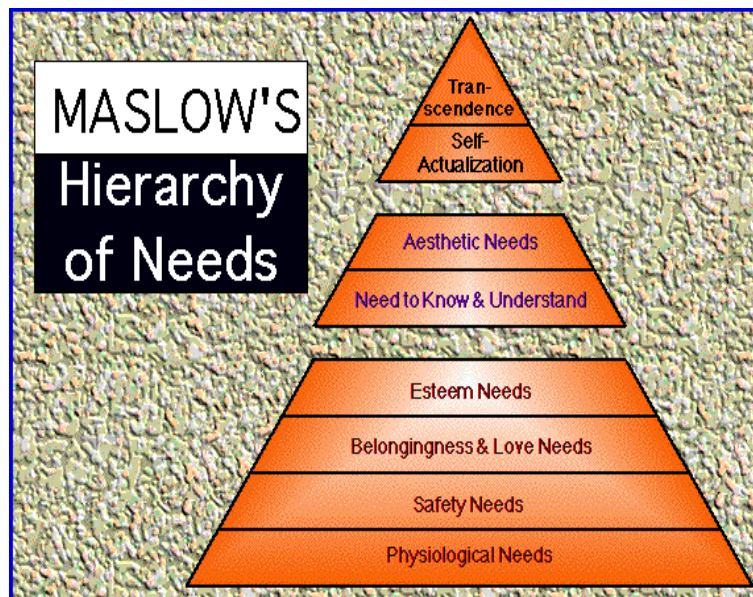 MASLOW'S
Hierarchy
of Needs
Tran-
scendence
Self-
Actualization
Aesthetic Needs
Need to Know & Understand
Esteem Needs
Belongingness & Love Needs
Safety Needs
Physiological Needs